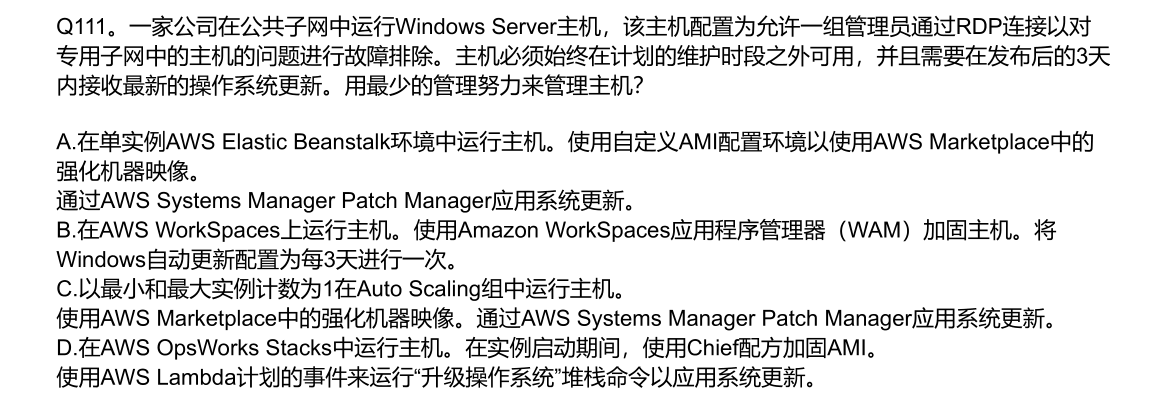 Q111。一家公司在公共子网中运行Windows Server主机，该主机配置为允许一组管理员通过RDP连接以对
专用子网中的主机的问题进行故障排除。主机必须始终在计划的维护时段之外可用，并且需要在发布后的3天
内接收最新的操作系统更新。用最少的管理努力来管理主机？
A.在单实例AWS Elastic Beanstalk环境中运行主机。使用自定义AMI配置环境以使用AWS Marketplace中的
强化机器映像。
通过AWS Systems Manager Patch Manager应用系统更新。
B.在AWS WorkSpaces上运行主机。使用Amazon WorkSpaces应用程序管理器（WAM）加固主机。将
Windows自动更新配置为每3天进行一次。
C.以最小和最大实例计数为1在Auto Scaling组中运行主机。
使用AWS Marketplace中的强化机器映像。通过AWS Systems Manager Patch Manager应用系统更新。
D.在AWS OpsWorks Stacks中运行主机。在实例启动期间，使用Chief配方加固AMI。
使用AWS Lambda计划的事件来运行“升级操作系统”堆栈命令以应用系统更新。